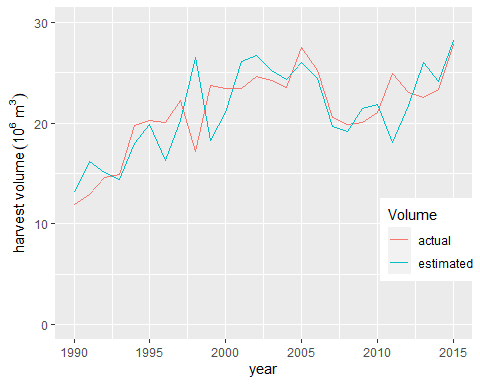 30
20
10
0
harvest volume (10⁶ m³)
1990 1995 2000 2005 2010 2015
year
Volume
actual
estimated